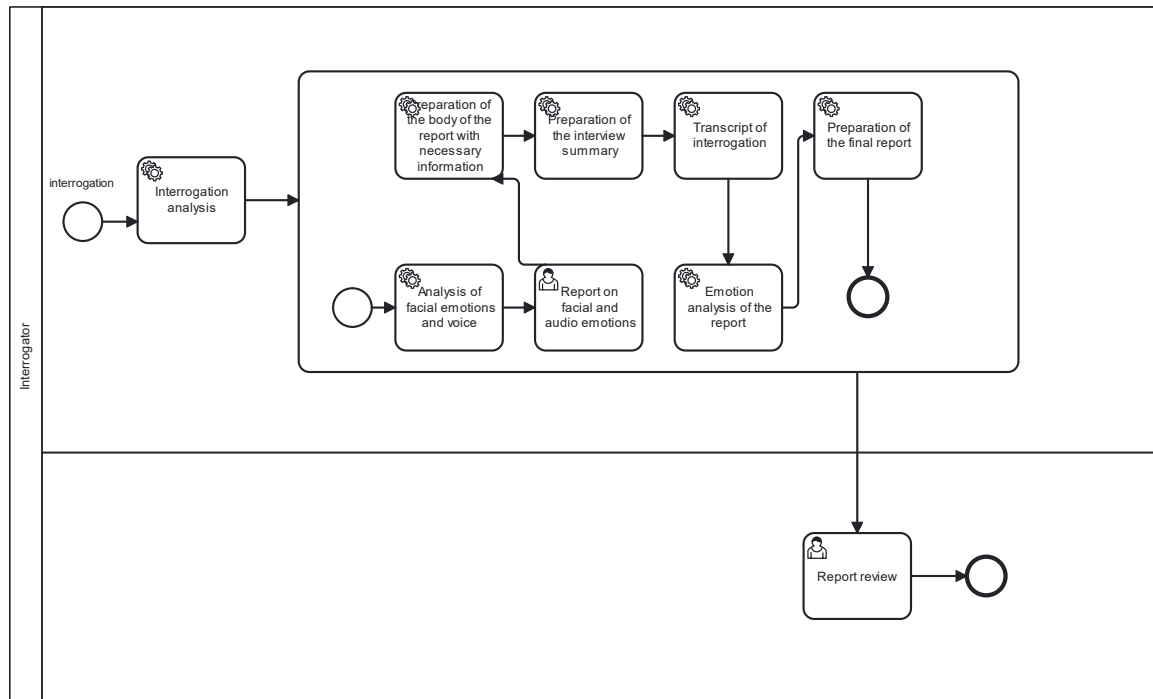 Interrogator
interrogation
Interrogation
analysis
Preparation of
the body of the
report with
necessary
information
Preparation of
the interview
summary
Transcript of
interrogation
Preparation of
the final report
Analysis of
facial emotions
and voice
Report on
facial and
audio emotions
Emotion
analysis of the
report
Report review